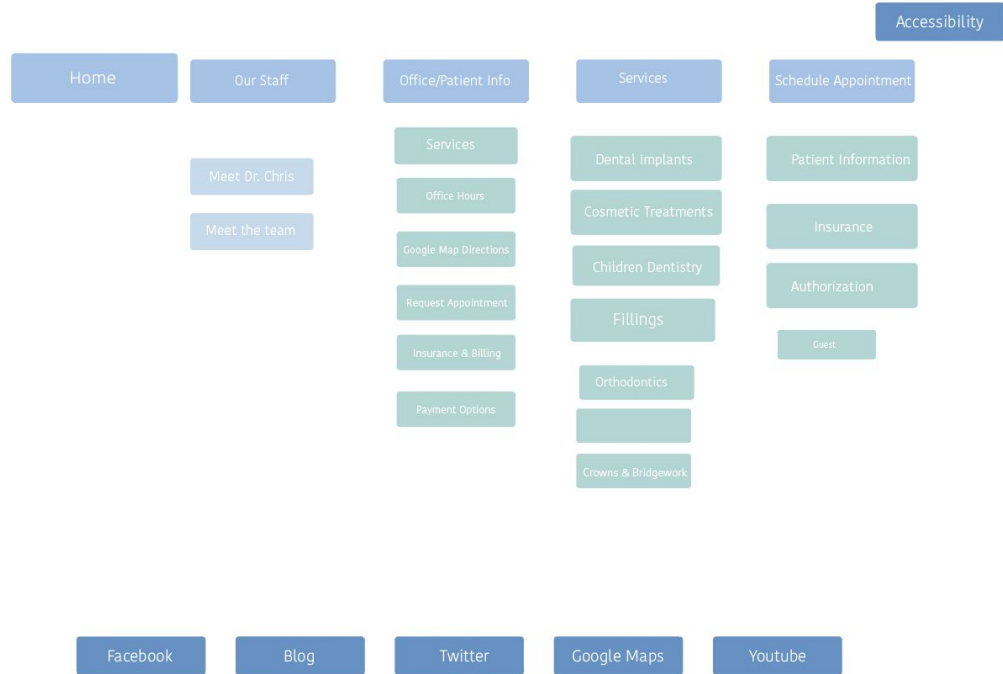 Accessibility
Home
Our Staff
Office/Patient Info
Services
Schedule Appointment
Meet Dr. Chris
Meet the team
Services
Office Hours
Google Map Directions
Request Appointment
Insurance & Billing
Payment Options
Dental implants
Cosmetic Treatments
Children Dentistry
Fillings
Orthodontics
Crowns & Bridgework
Patient Information
Insurance
Authorization
Guest
Facebook
Blog
Twitter
Google Maps
Youtube